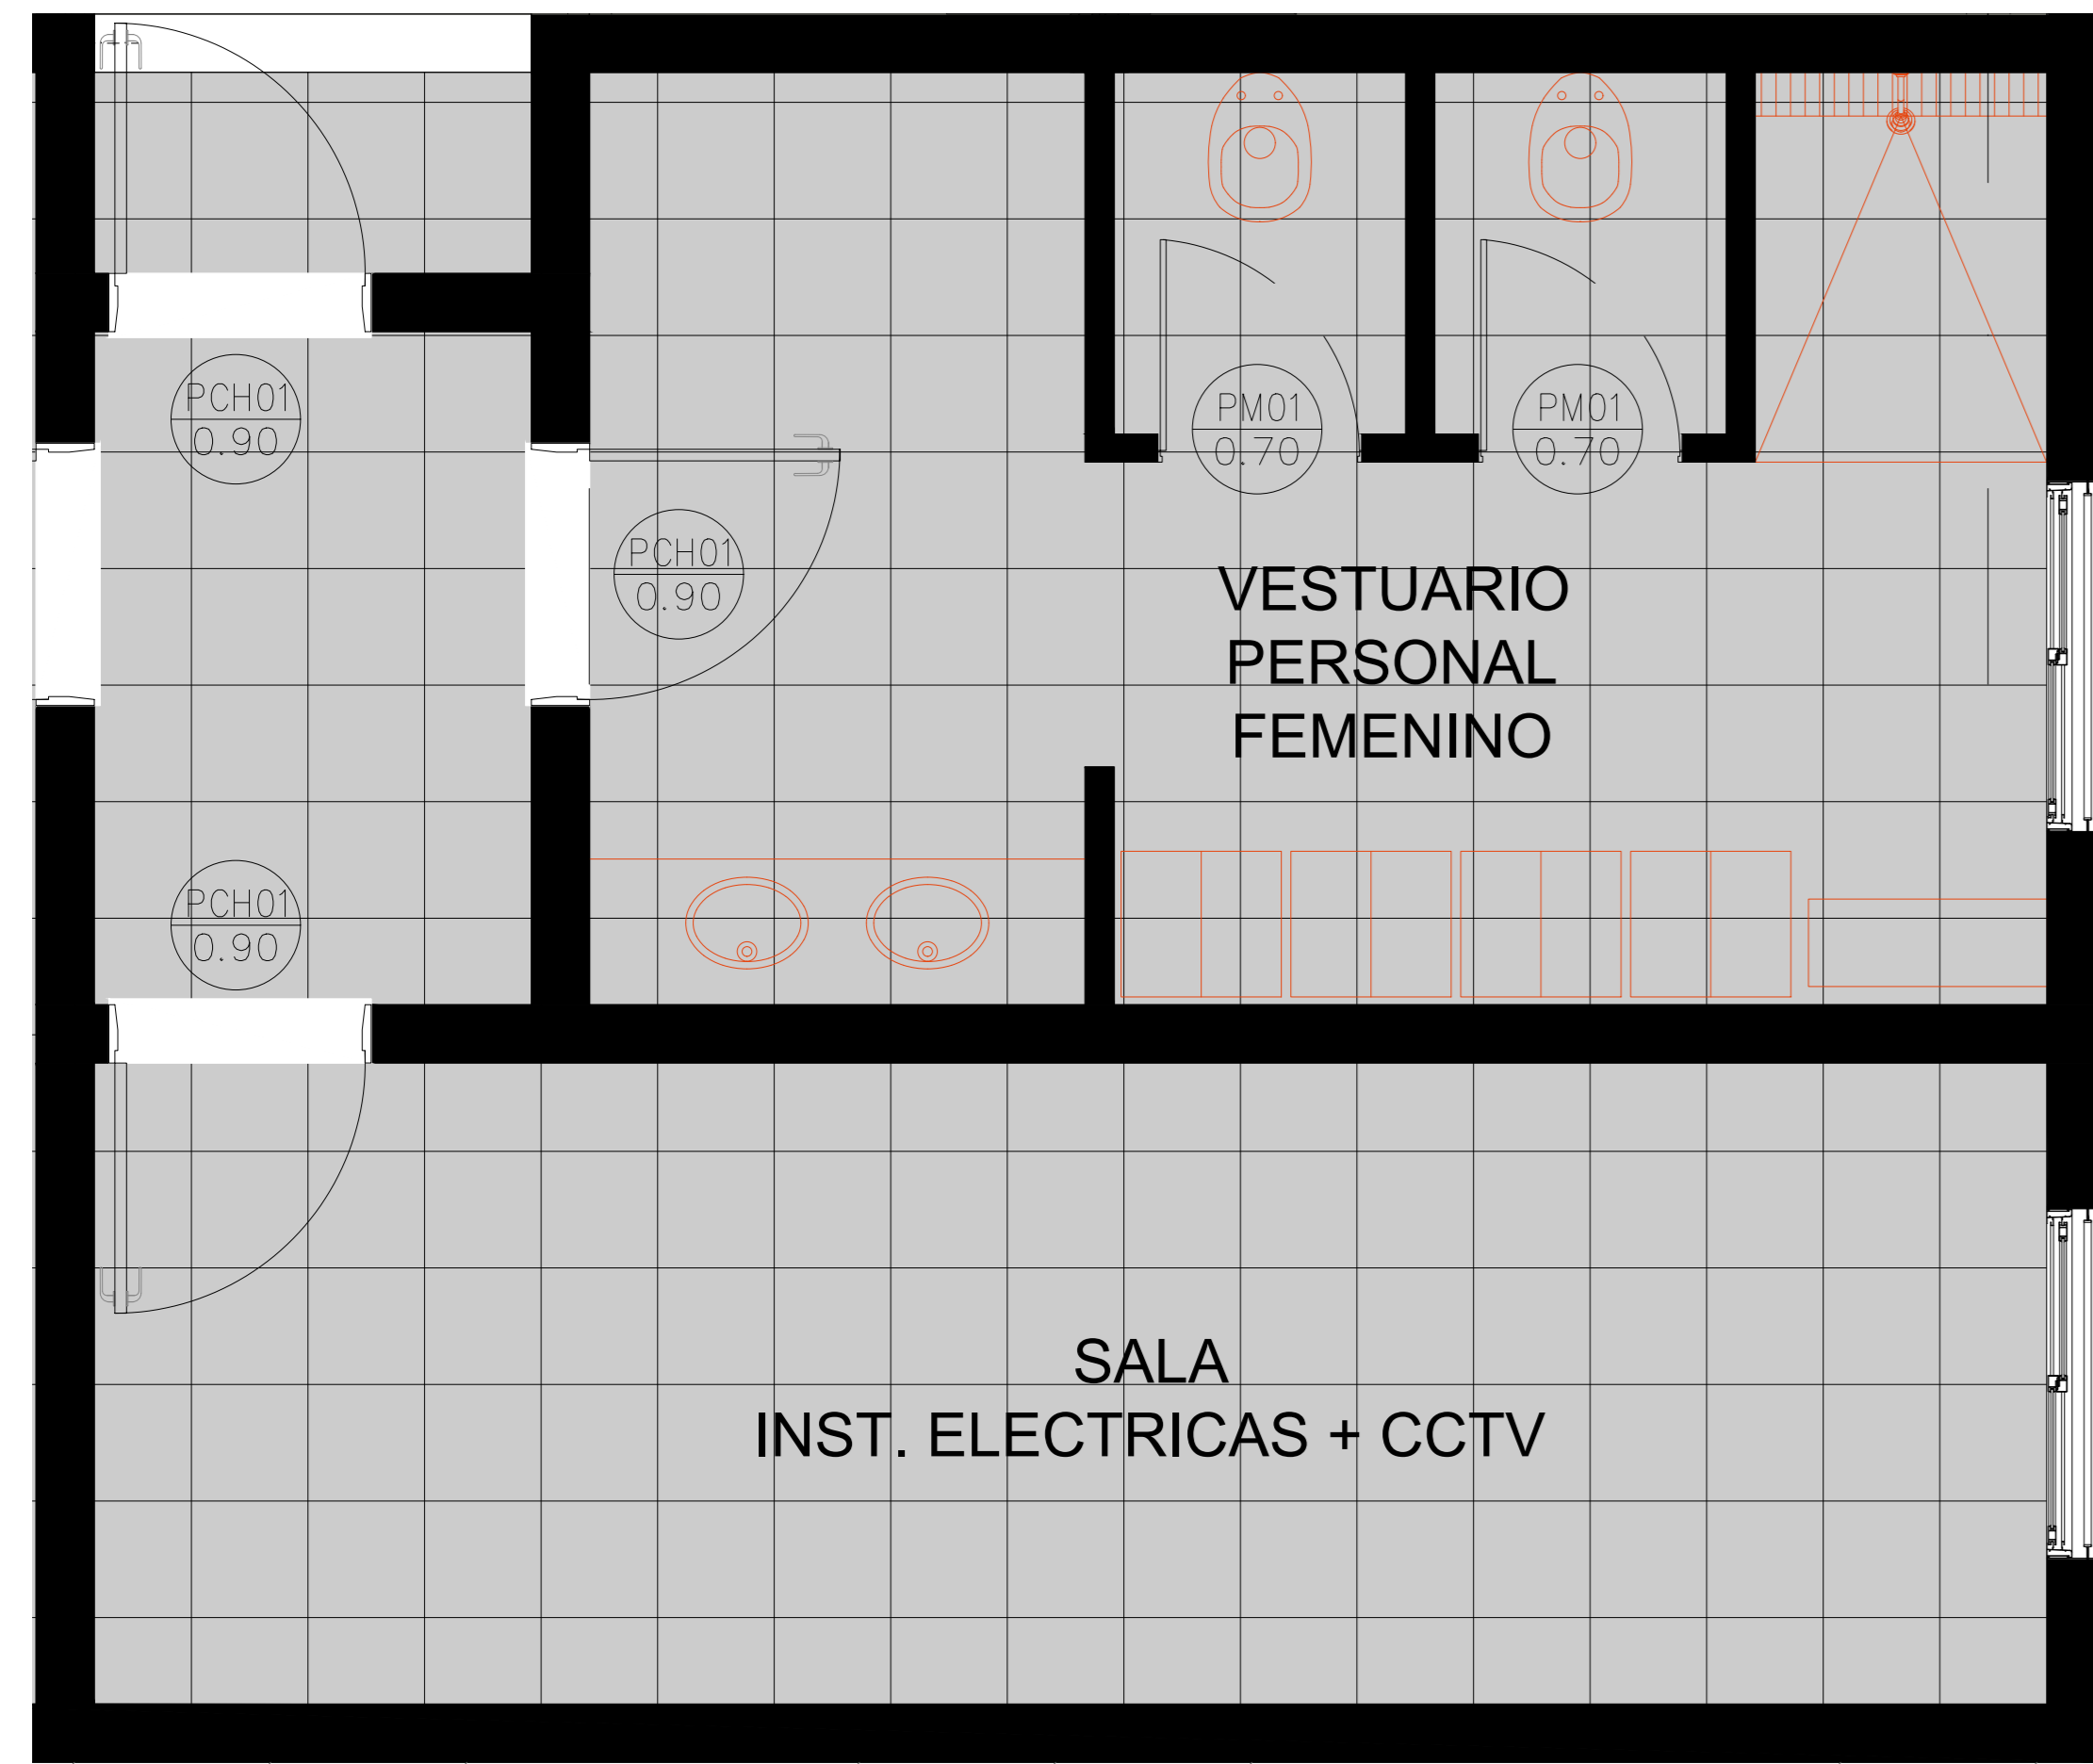 PCH01
0.90
PM01
0.70
PM01
0.70
PCH01
0.90
VESTUARIO
PERSONAL
FEMENINO
PCH01
0.90
SALA
INST. ELECTRICAS + CCTV